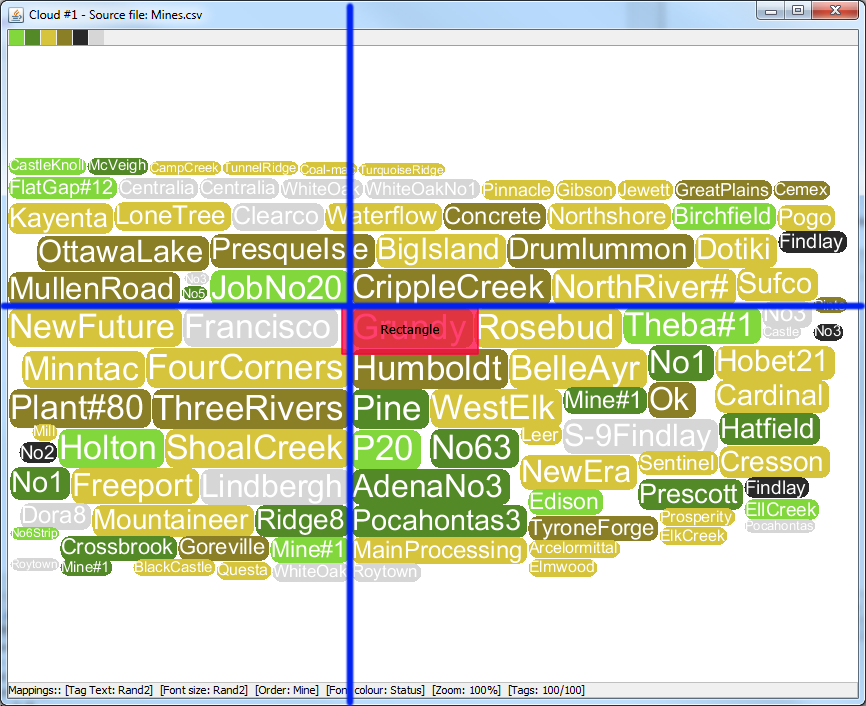 Cloud #1 - Source file: Mines.csv
CastleKnoll McVeigh CampCreek TunnelRidge Coal-mac TurquoiseRidge
FlatGap#12 Centralia Centralia WhiteOak WhiteOakNo1 Pinnacle Gibson Jewett GreatPlains Cemex
Kayenta LoneTree Clearco Waterflow Concrete Northshore Birchfield Pogo
OttawaLake PresqueIsle BigIsland Drumlummon Dotiki Findlay
MullenRoad No3 No5 JobNo20 CrippleCreek NorthRiver# Sufco
NewFuture Francisco Grundy Rectangle Rosebud Theba#1 No3 Castle No3
Minntac FourCorners Humboldt BelleAyr No1 Hobet21
Plant#80 ThreeRivers Pine WestElk Mine#1 Ok Cardinal
Mill No2 Holton ShoalCreek P20 No63 Leer S-9Findlay Hatfield
No1 Freeport Lindbergh AdenaNo3 NewEra Sentinel Cresson
Dora8 Mountaineer Ridge8 Pocahontas3 Edison Prescott Findlay
No6Strip TyroneForge Prosperity EllCreek Pocahontas
Crossbrook Goreville Mine#1 MainProcessing Arcelormittal ElkCreek
Roytown Mine#1 BlackCastle Questa WhiteOak Roytown Elmwood
Mappings:: [Tag Text: Rand2] [Font size: Rand2] [Order: Mine] [Font colour: Status] [Zoom: 100%] [Tags: 100/100]